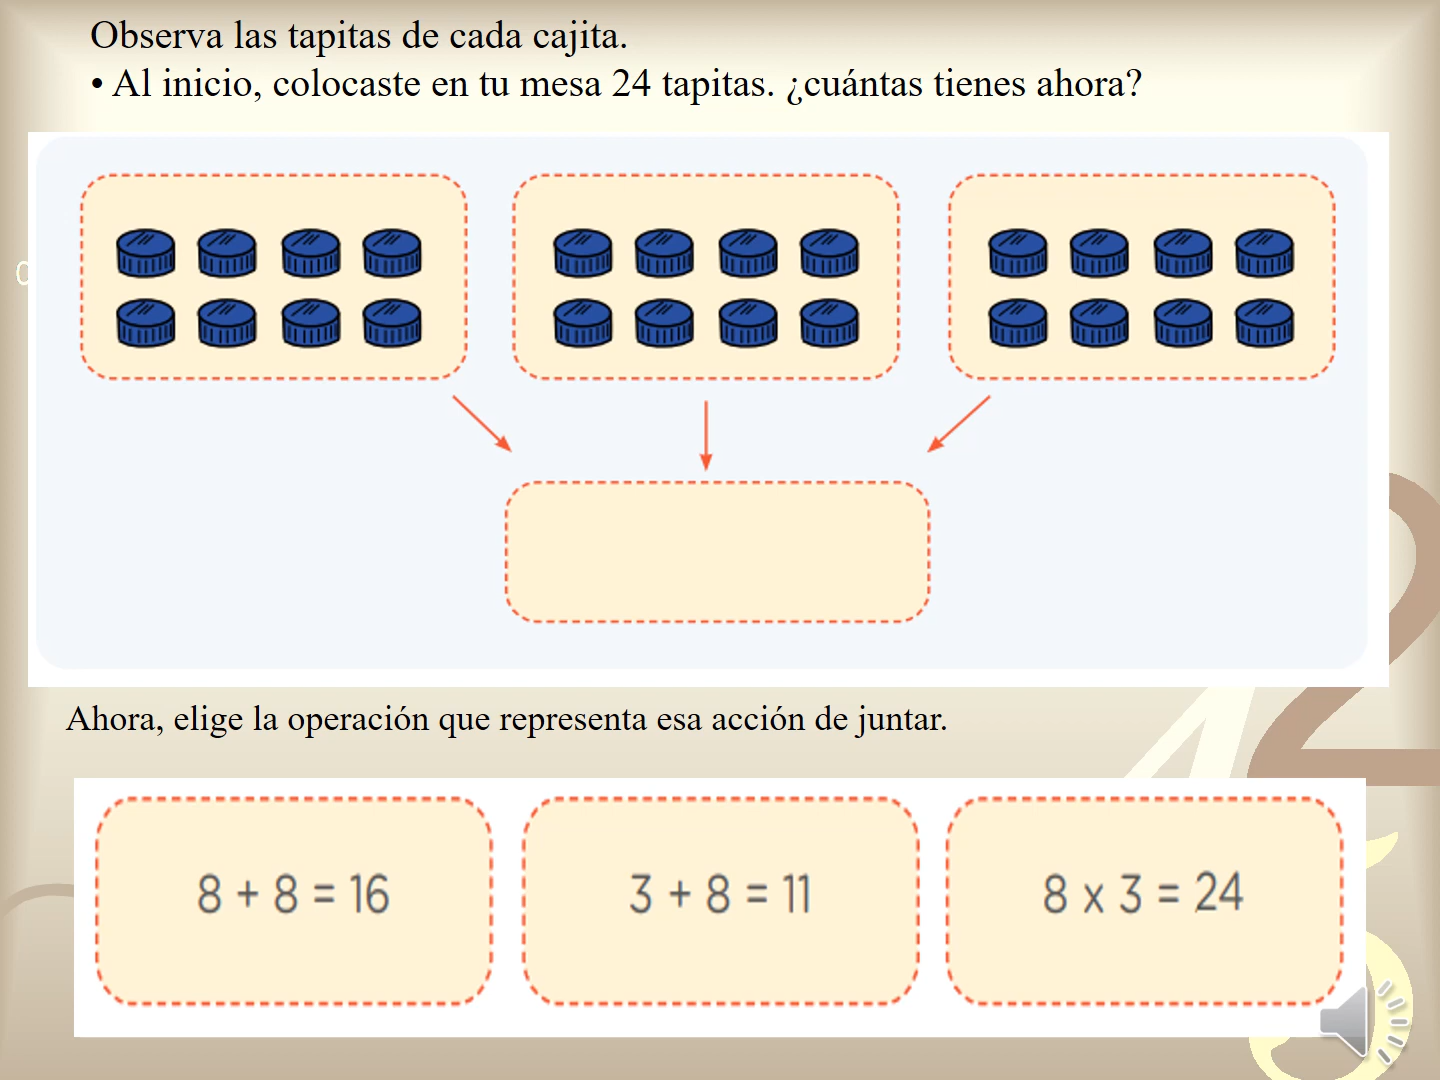 Observa las tapitas de cada cajita.
• Al inicio, colocaste en tu mesa 24 tapitas. ¿cuántas tienes ahora?
Ahora, elige la operación que representa esa acción de juntar.
8 + 8 = 16
3 + 8 = 11
8 x 3 = 24